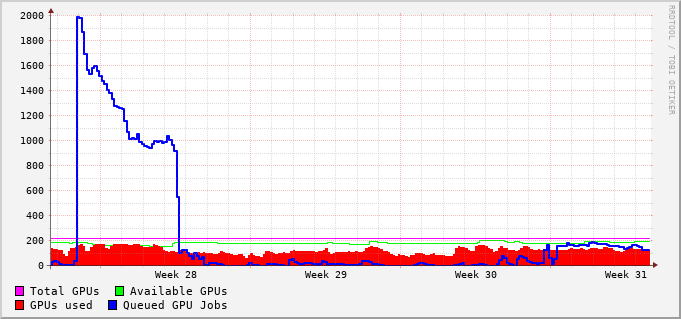 RRDTOOL / TOBI OETIKER
2000
1800
1600
1400
1200
1000
800
600
400
200
0
Week 28 Week 29 Week 30 Week 31
Total GPUs Available GPUs
GPUs used Queued GPU Jobs